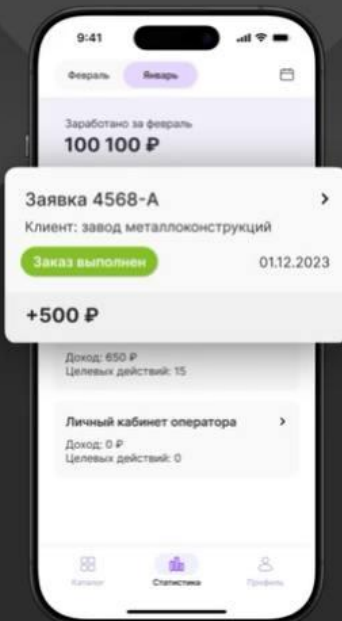 9:41
Февраль Январь
Заработано за февраль
100 100 ₽
Заявка 4568-А
Клиент: завод металлоконструкций
Заказ выполнен 01.12.2023
+500 ₽
Доход: 650 ₽
Целевых действий: 15
Личный кабинет оператора
Доход: 0 ₽
Целевых действий: 0
Каталог Статистика Профиль